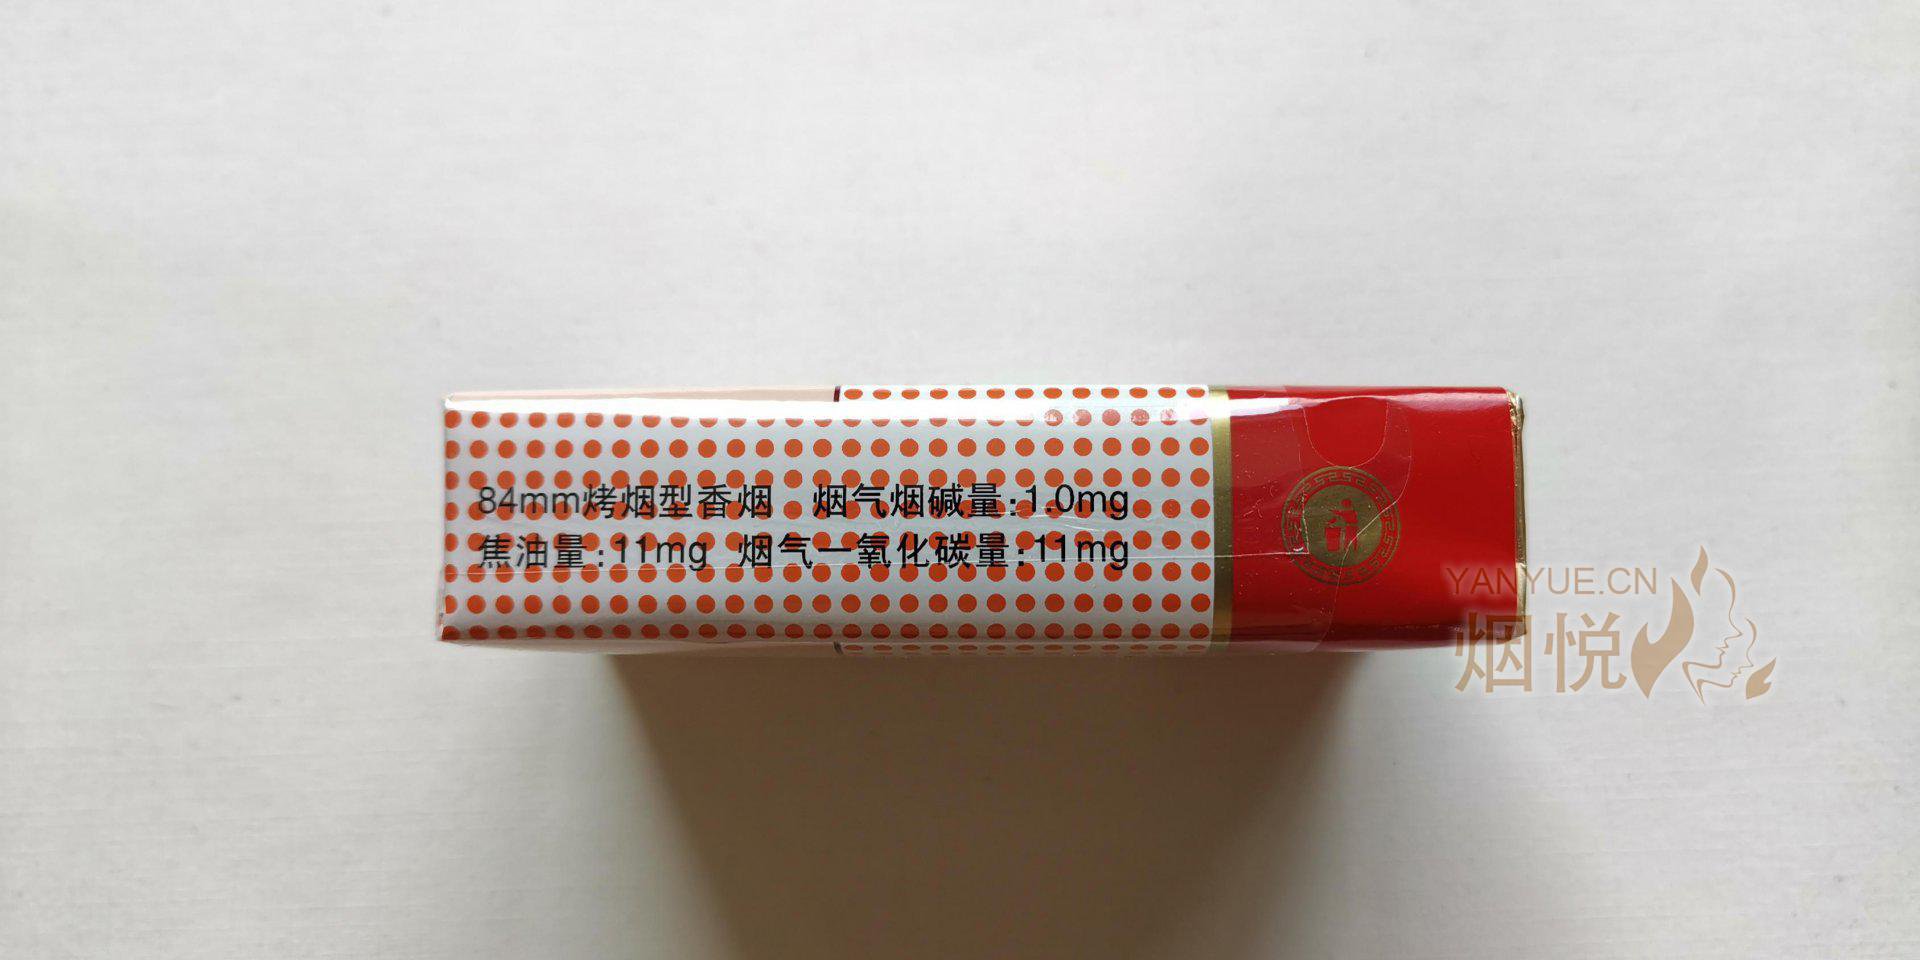 84mm烤烟型香烟 烟气烟碱量:1.0mg
焦油量:11mg 烟气一氧化碳量:11mg
YANYUE.CN
烟悦